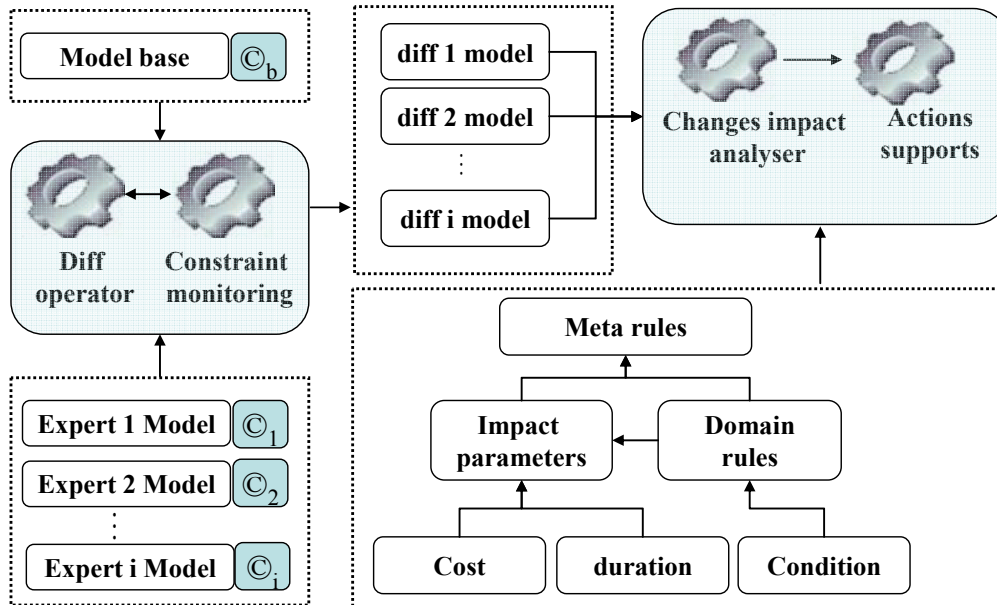 Model base ©b
Diff
operator
Constraint
monitoring
Expert 1 Model ©1
Expert 2 Model ©2
⋮
Expert i Model ©i
diff 1 model
diff 2 model
⋮
diff i model
Changes impact
analyser
Actions
supports
Meta rules
Impact
parameters
Domain
rules
Cost
duration
Condition